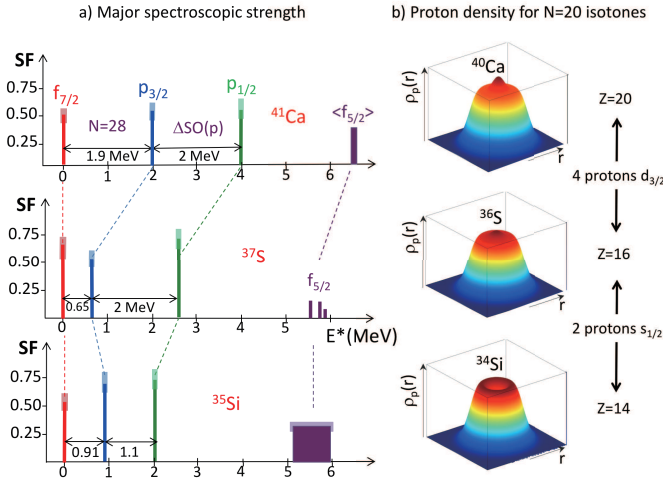 a) Major spectroscopic strength
b) Proton density for N=20 isotones
SF
0.75
0.50
0.25
f7/2
p3/2
p1/2
N=28
ΔSO(p)
41Ca
<f5/2>
1.9 MeV
2 MeV
0 1 2 3 4 5 6
SF
0.75
0.50
0.25
37S
f5/2
0.65
2 MeV
0 1 2 3 4 5 6
E*(MeV)
SF
0.75
0.50
0.25
35Si
0.91
1.1
0 1 2 3 4 5 6
ρp(r)
40Ca
r
Z=20
4 protons d3/2
ρp(r)
36S
r
Z=16
2 protons s1/2
ρp(r)
34Si
r
Z=14